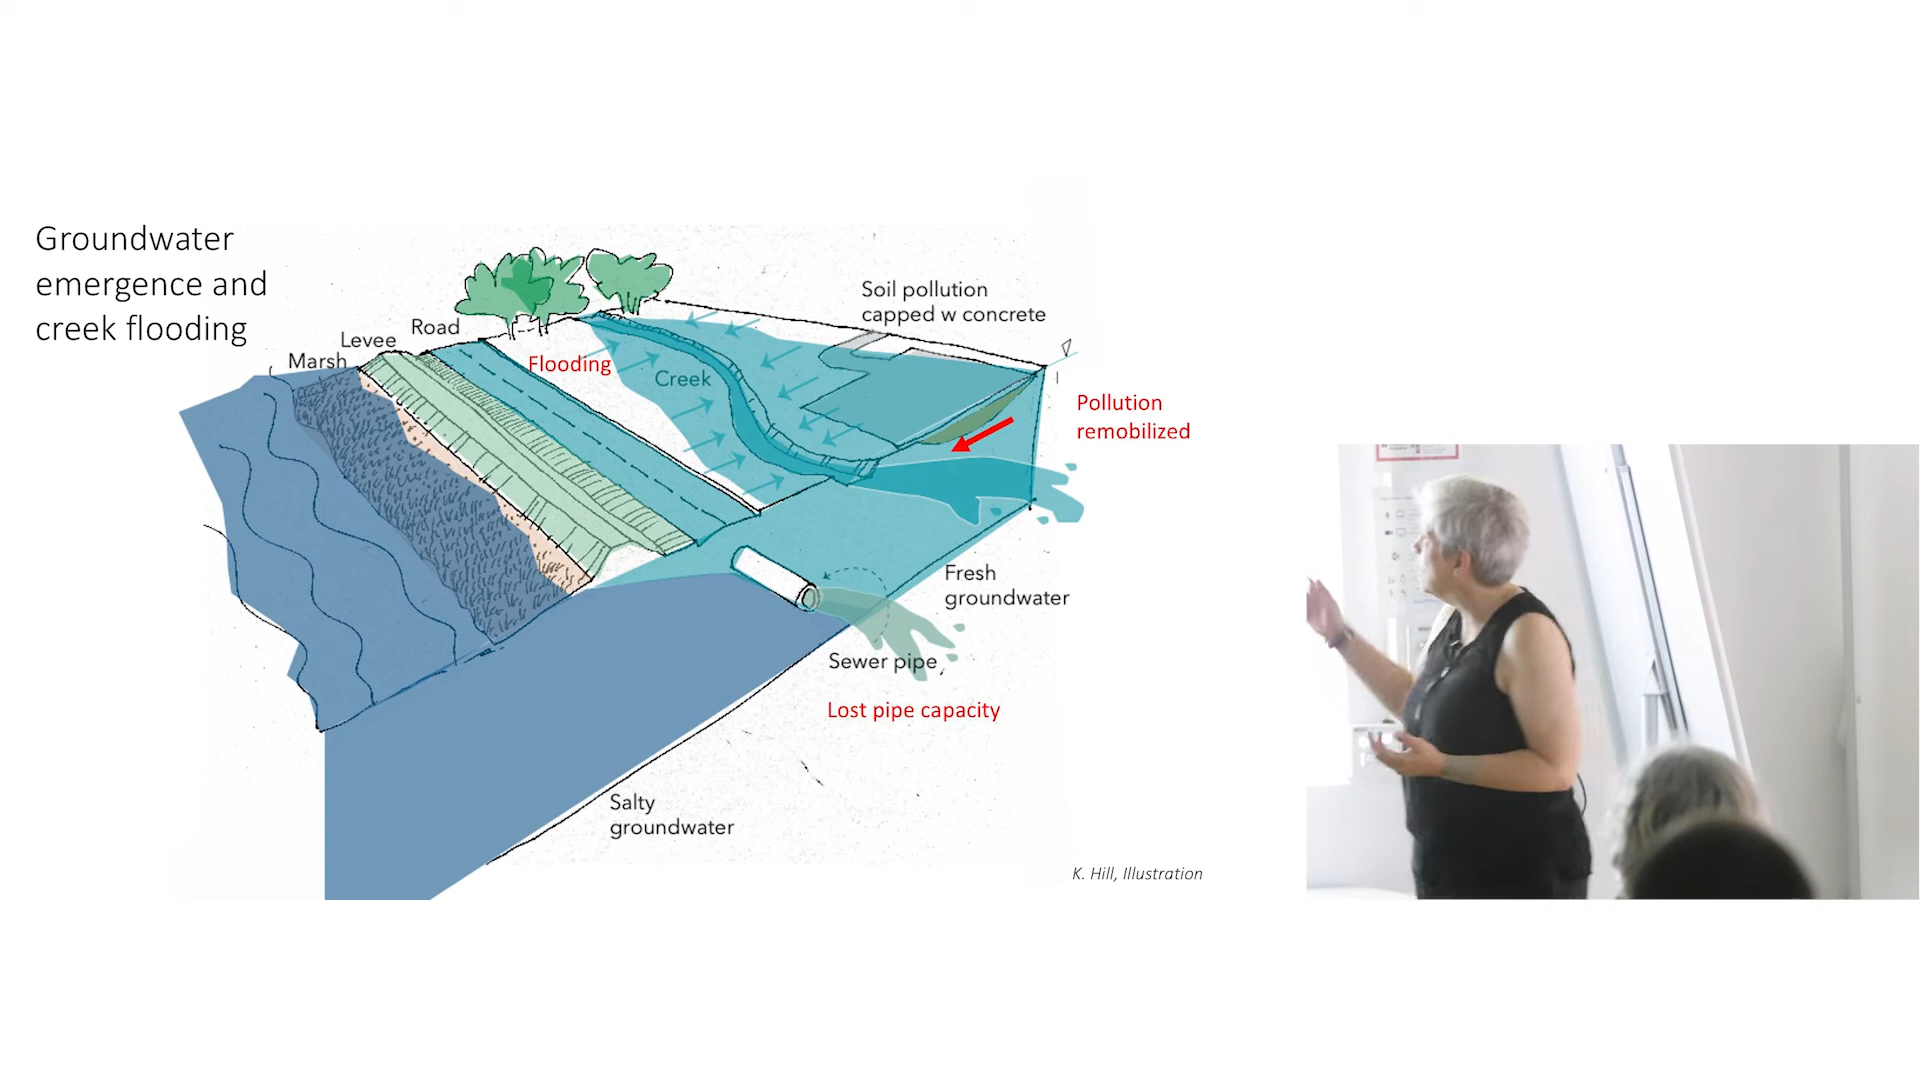 Groundwater
emergence and
creek flooding
Marsh
Levee
Road
Flooding
Creek
Soil pollution
capped w concrete
Pollution
remobilized
Fresh
groundwater
Sewer pipe
Lost pipe capacity
Salty
groundwater
K. Hill, Illustration